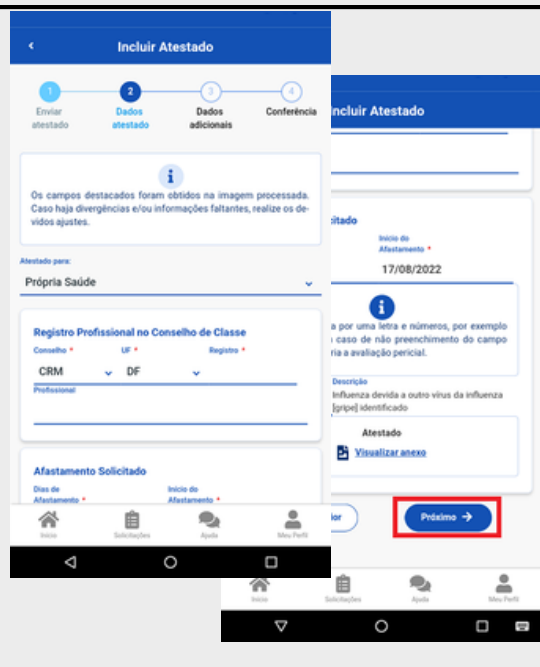 Incluir Atestado
1
2
3
4
Enviar atestado
Dados atestado
Dados adicionais
Conferência
Os campos destacados foram obtidos na imagem processada.
Caso haja divergências e/ou informações faltantes, realize os de-
vidos ajustes.
Atestado para:
Própria Saúde
Registro Profissional no Conselho de Classe
Conselho *
UF *
Registro *
CRM
DF
Profissional
Afastamento Solicitado
Dias de
Afastamento *
Início do
Afastamento *
Início
Solicitações
Ajuda
Meu Perfil
Incluir Atestado
citado
Início do
Afastamento *
17/08/2022
a por uma letra e números, por exemplo
caso de não preenchimento do campo
ria a avaliação pericial.
Descrição
Influenza devida a outro vírus da influenza
[gripe] identificado
Atestado
Visualizar anexo
ior
Próximo →
Início
Solicitações
Ajuda
Meu Perfil